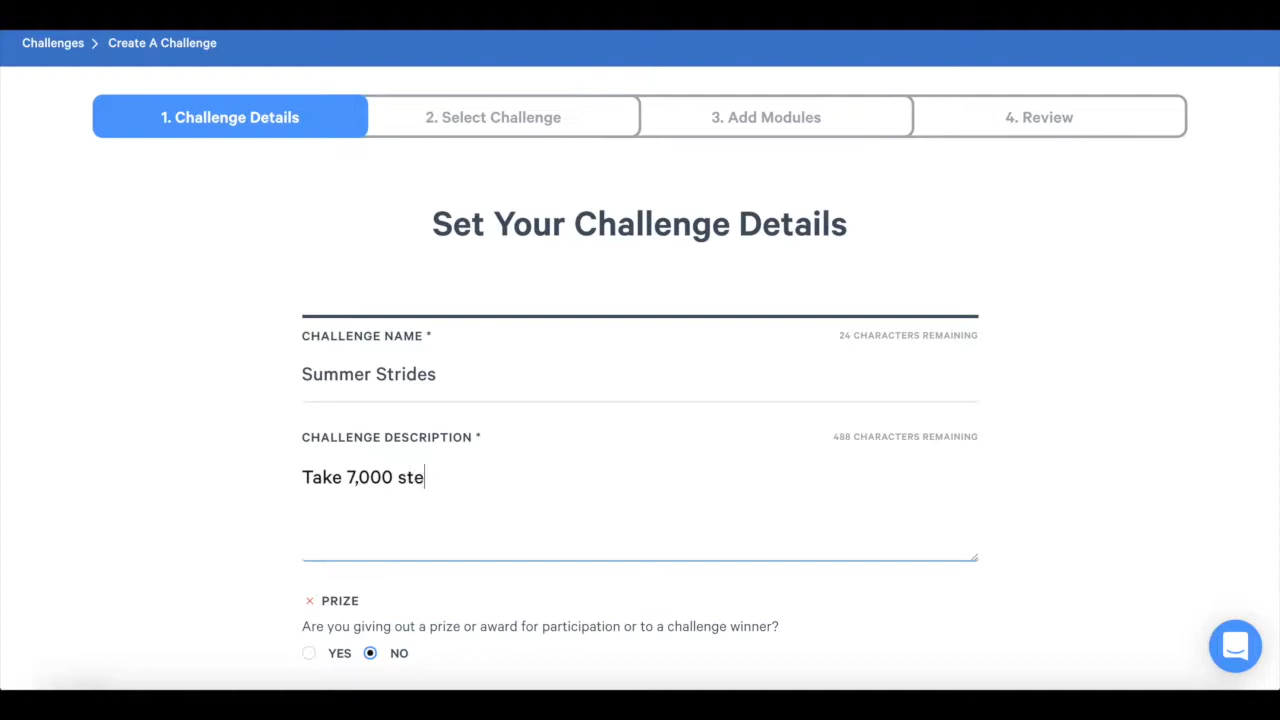 Challenges > Create A Challenge
1. Challenge Details
2. Select Challenge
3. Add Modules
4. Review
Set Your Challenge Details
CHALLENGE NAME *
24 CHARACTERS REMAINING
Summer Strides
CHALLENGE DESCRIPTION *
488 CHARACTERS REMAINING
Take 7,000 ste
× PRIZE
Are you giving out a prize or award for participation or to a challenge winner?
YES NO